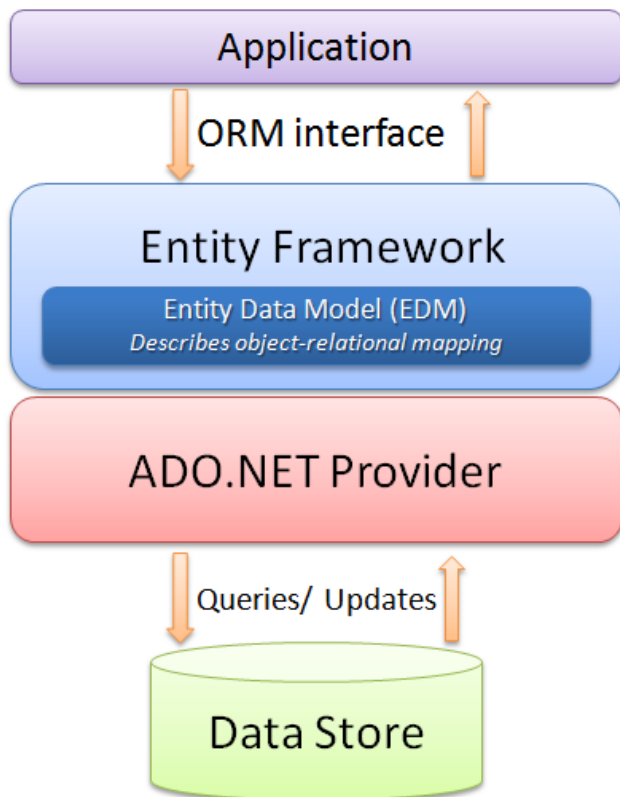 Application
ORM interface
Entity Framework
Entity Data Model (EDM)
Describes object-relational mapping
ADO.NET Provider
Queries/ Updates
Data Store